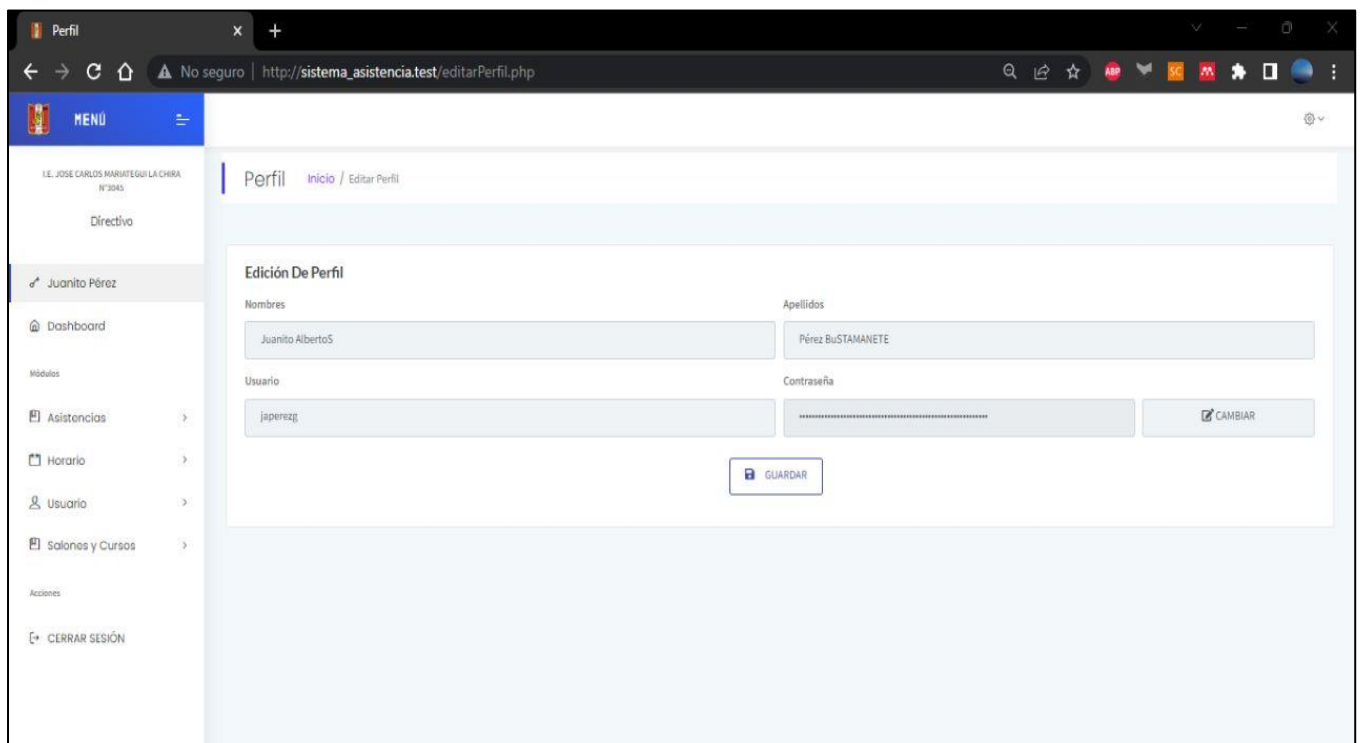 Perfil
No seguro | http://sistema_asistencia.test/editarPerfil.php
ABP
SC
MENÚ
I.E. JOSE CARLOS MARIATEGUI LA CHIRA
N°3045
Directivo
Juanito Pérez
Dashboard
Módulos
Asistencias
Horario
Usuario
Salones y Cursos
Acciones
CERRAR SESIÓN
Perfil Inicio / Editar Perfil
Edición De Perfil
Nombres Apellidos
Juanito AlbertoS Pérez BuSTAMANETE
Usuario Contraseña
japerezg CAMBIAR
GUARDAR